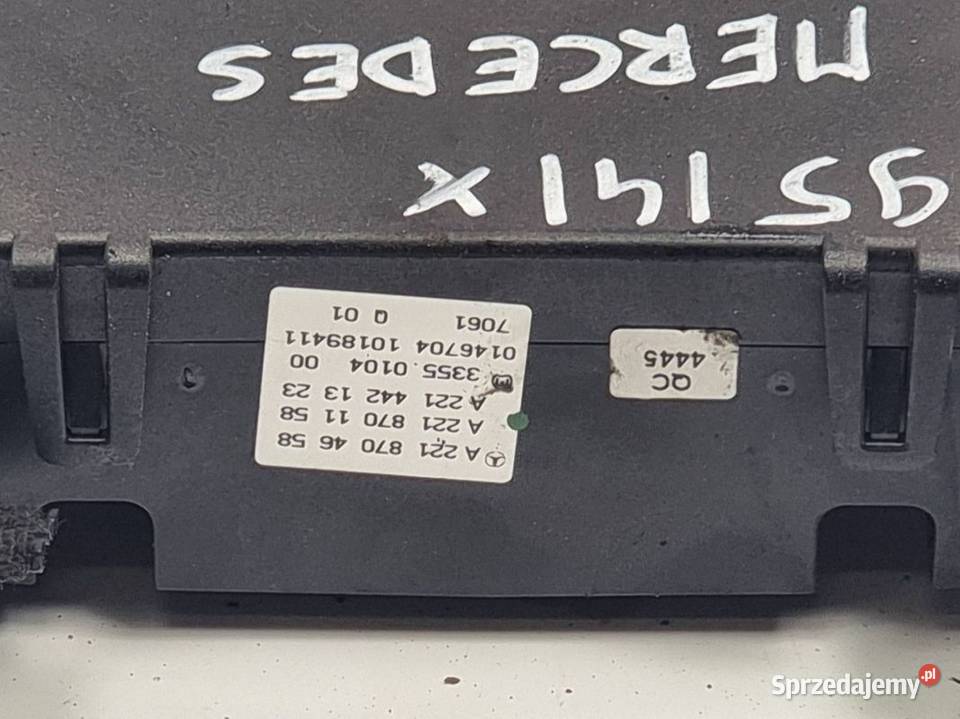 MERCEDES
A 221 870 46 58
A 221 870 11 58
A 221 442 13 23
3355.0104 00
0146704 10189411
7061 Q 01
QC
4445
Sprzedajemy.pl